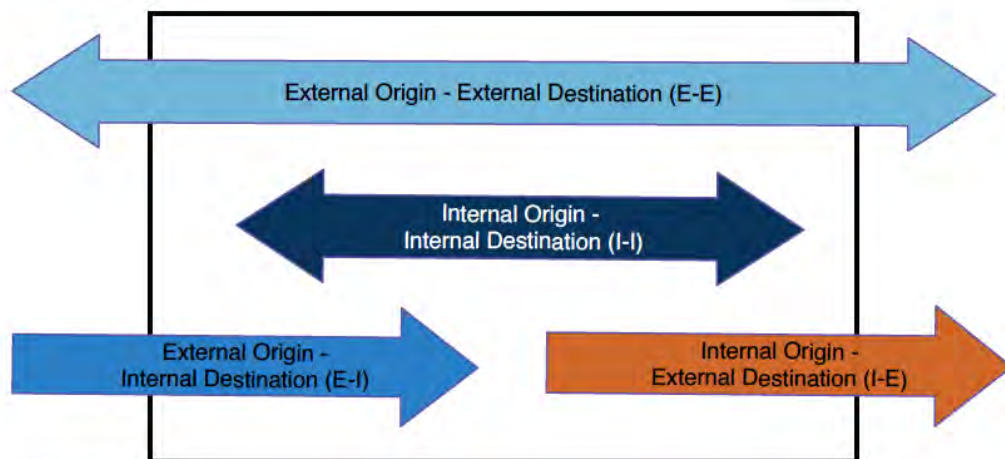 External Origin - External Destination (E-E)
Internal Origin -
Internal Destination (I-I)
External Origin -
Internal Destination (E-I)
Internal Origin -
External Destination (I-E)